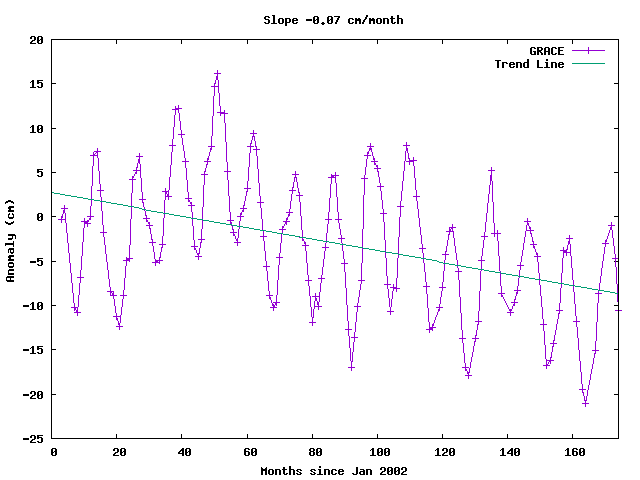 Slope -0.07 cm/month
GRACE
Trend Line
20
15
10
5
0
-5
-10
-15
-20
-25
Anomaly (cm)
0 20 40 60 80 100 120 140 160
Months since Jan 2002